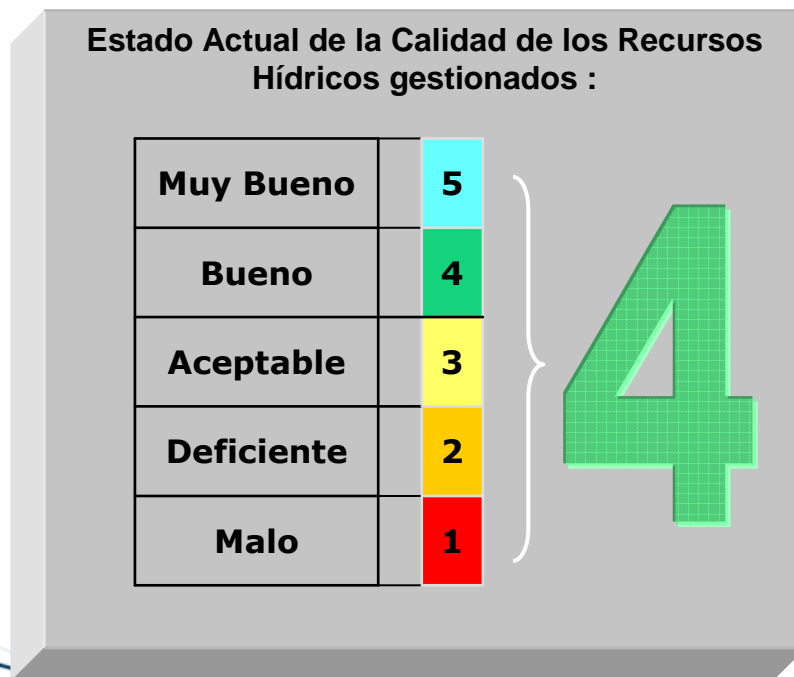 Estado Actual de la Calidad de los Recursos
Hídricos gestionados :
Muy Bueno 5
Bueno 4
Aceptable 3
Deficiente 2
Malo 1
4